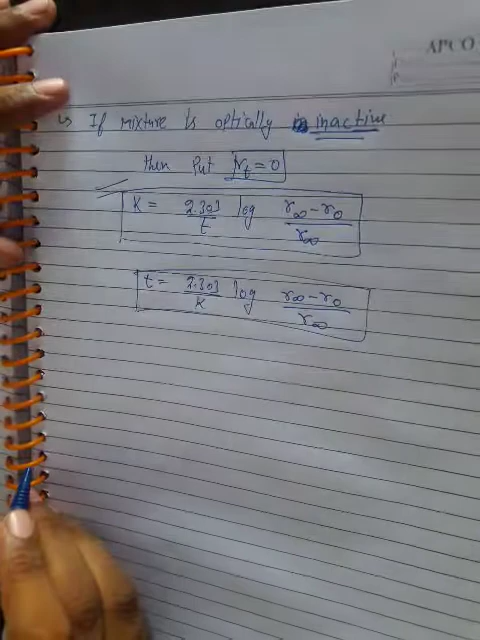 APCO
↳ If mixture is optically inactive
then put r_t = 0
K = 2.303/t log (r∞ - r0)/r∞
t = 2.303/K log (r∞ - r0)/r∞